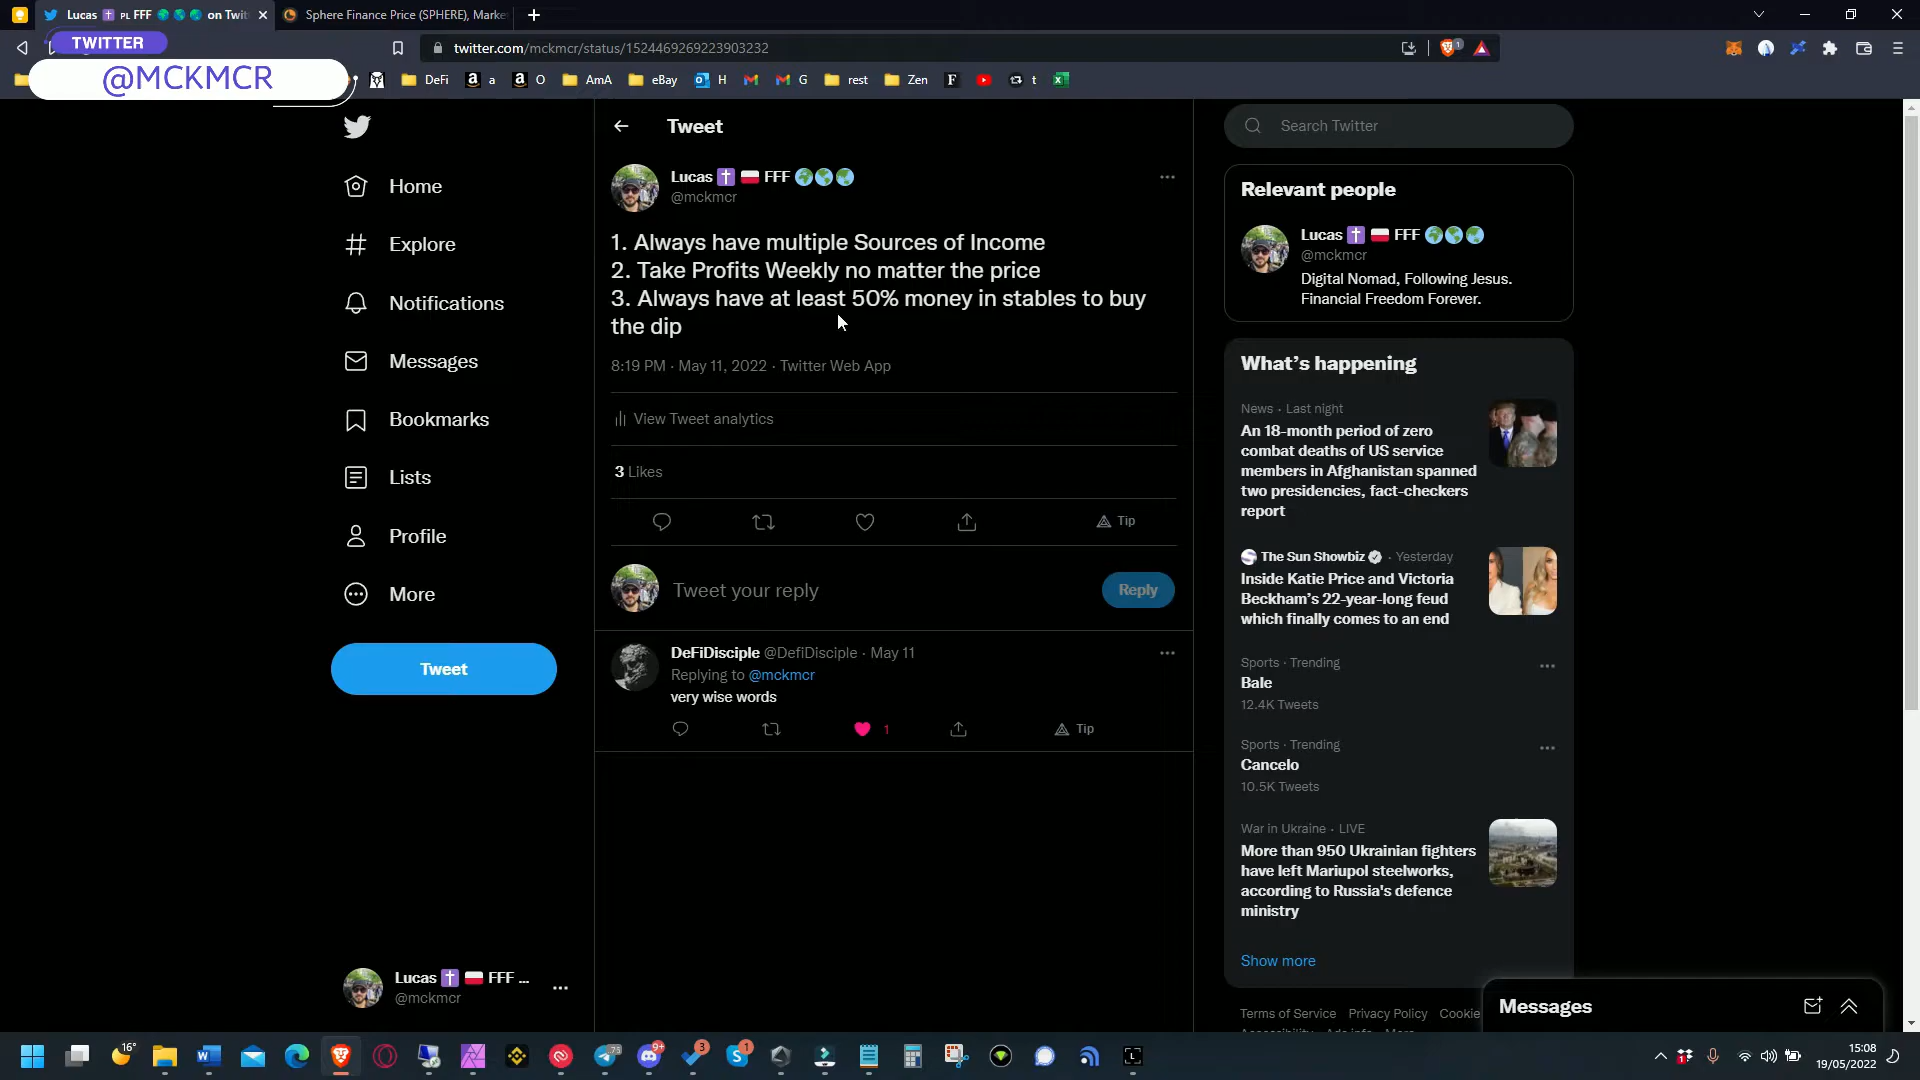 Lucas PL FFF on Twit
Sphere Finance Price (SPHERE), Marke
TWITTER
@MCKMCR
twitter.com/mckmcr/status/1524469269223903232
1
DeFi
a
O
AmA
eBay
H
G
rest
Zen
F
t
Tweet
Search Twitter
Lucas FFF
@mckmcr
Home
Explore
Notifications
Messages
Bookmarks
Lists
Profile
More
Tweet
1. Always have multiple Sources of Income
2. Take Profits Weekly no matter the price
3. Always have at least 50% money in stables to buy
the dip
8:19 PM · May 11, 2022 · Twitter Web App
View Tweet analytics
3 Likes
Tip
Tweet your reply
Reply
DeFiDisciple @DefiDisciple · May 11
Replying to @mckmcr
very wise words
1
Tip
Relevant people
Lucas FFF
@mckmcr
Digital Nomad, Following Jesus.
Financial Freedom Forever.
What's happening
News · Last night
An 18-month period of zero
combat deaths of US service
members in Afghanistan spanned
two presidencies, fact-checkers
report
The Sun Showbiz · Yesterday
Inside Katie Price and Victoria
Beckham's 22-year-long feud
which finally comes to an end
Sports · Trending
Bale
12.4K Tweets
Sports · Trending
Cancelo
10.5K Tweets
War in Ukraine · LIVE
More than 950 Ukrainian fighters
have left Mariupol steelworks,
according to Russia's defence
ministry
Show more
Terms of Service Privacy Policy Cookie
Messages
Lucas FFF ...
@mckmcr
16°
75
9+
3
1
L
15:08
19/05/2022